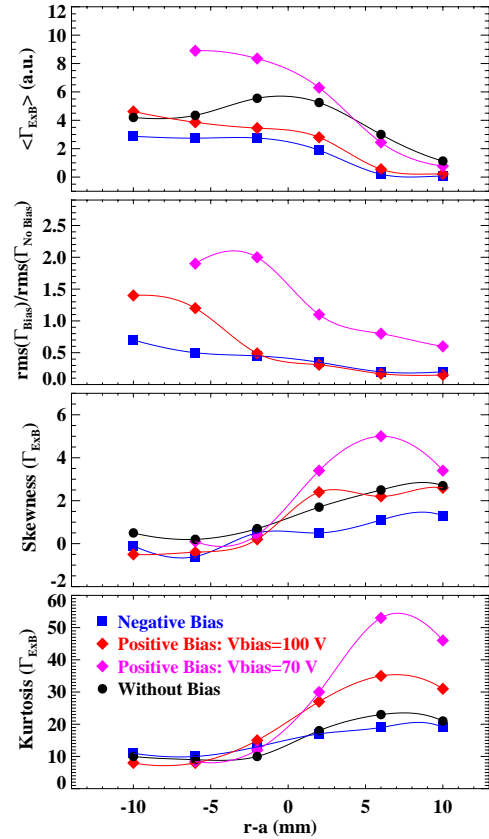 12
10
8
6
4
2
0
<Γ_ExB> (a.u.)
2.5
2.0
1.5
1.0
0.5
0.0
rms(Γ_Bias)/rms(Γ_No Bias)
6
4
2
0
-2
Skewness (Γ_ExB)
60
50
40
30
20
10
0
Kurtosis (Γ_ExB)
Negative Bias
Positive Bias: Vbias=100 V
Positive Bias: Vbias=70 V
Without Bias
-10 -5 0 5 10
r-a (mm)